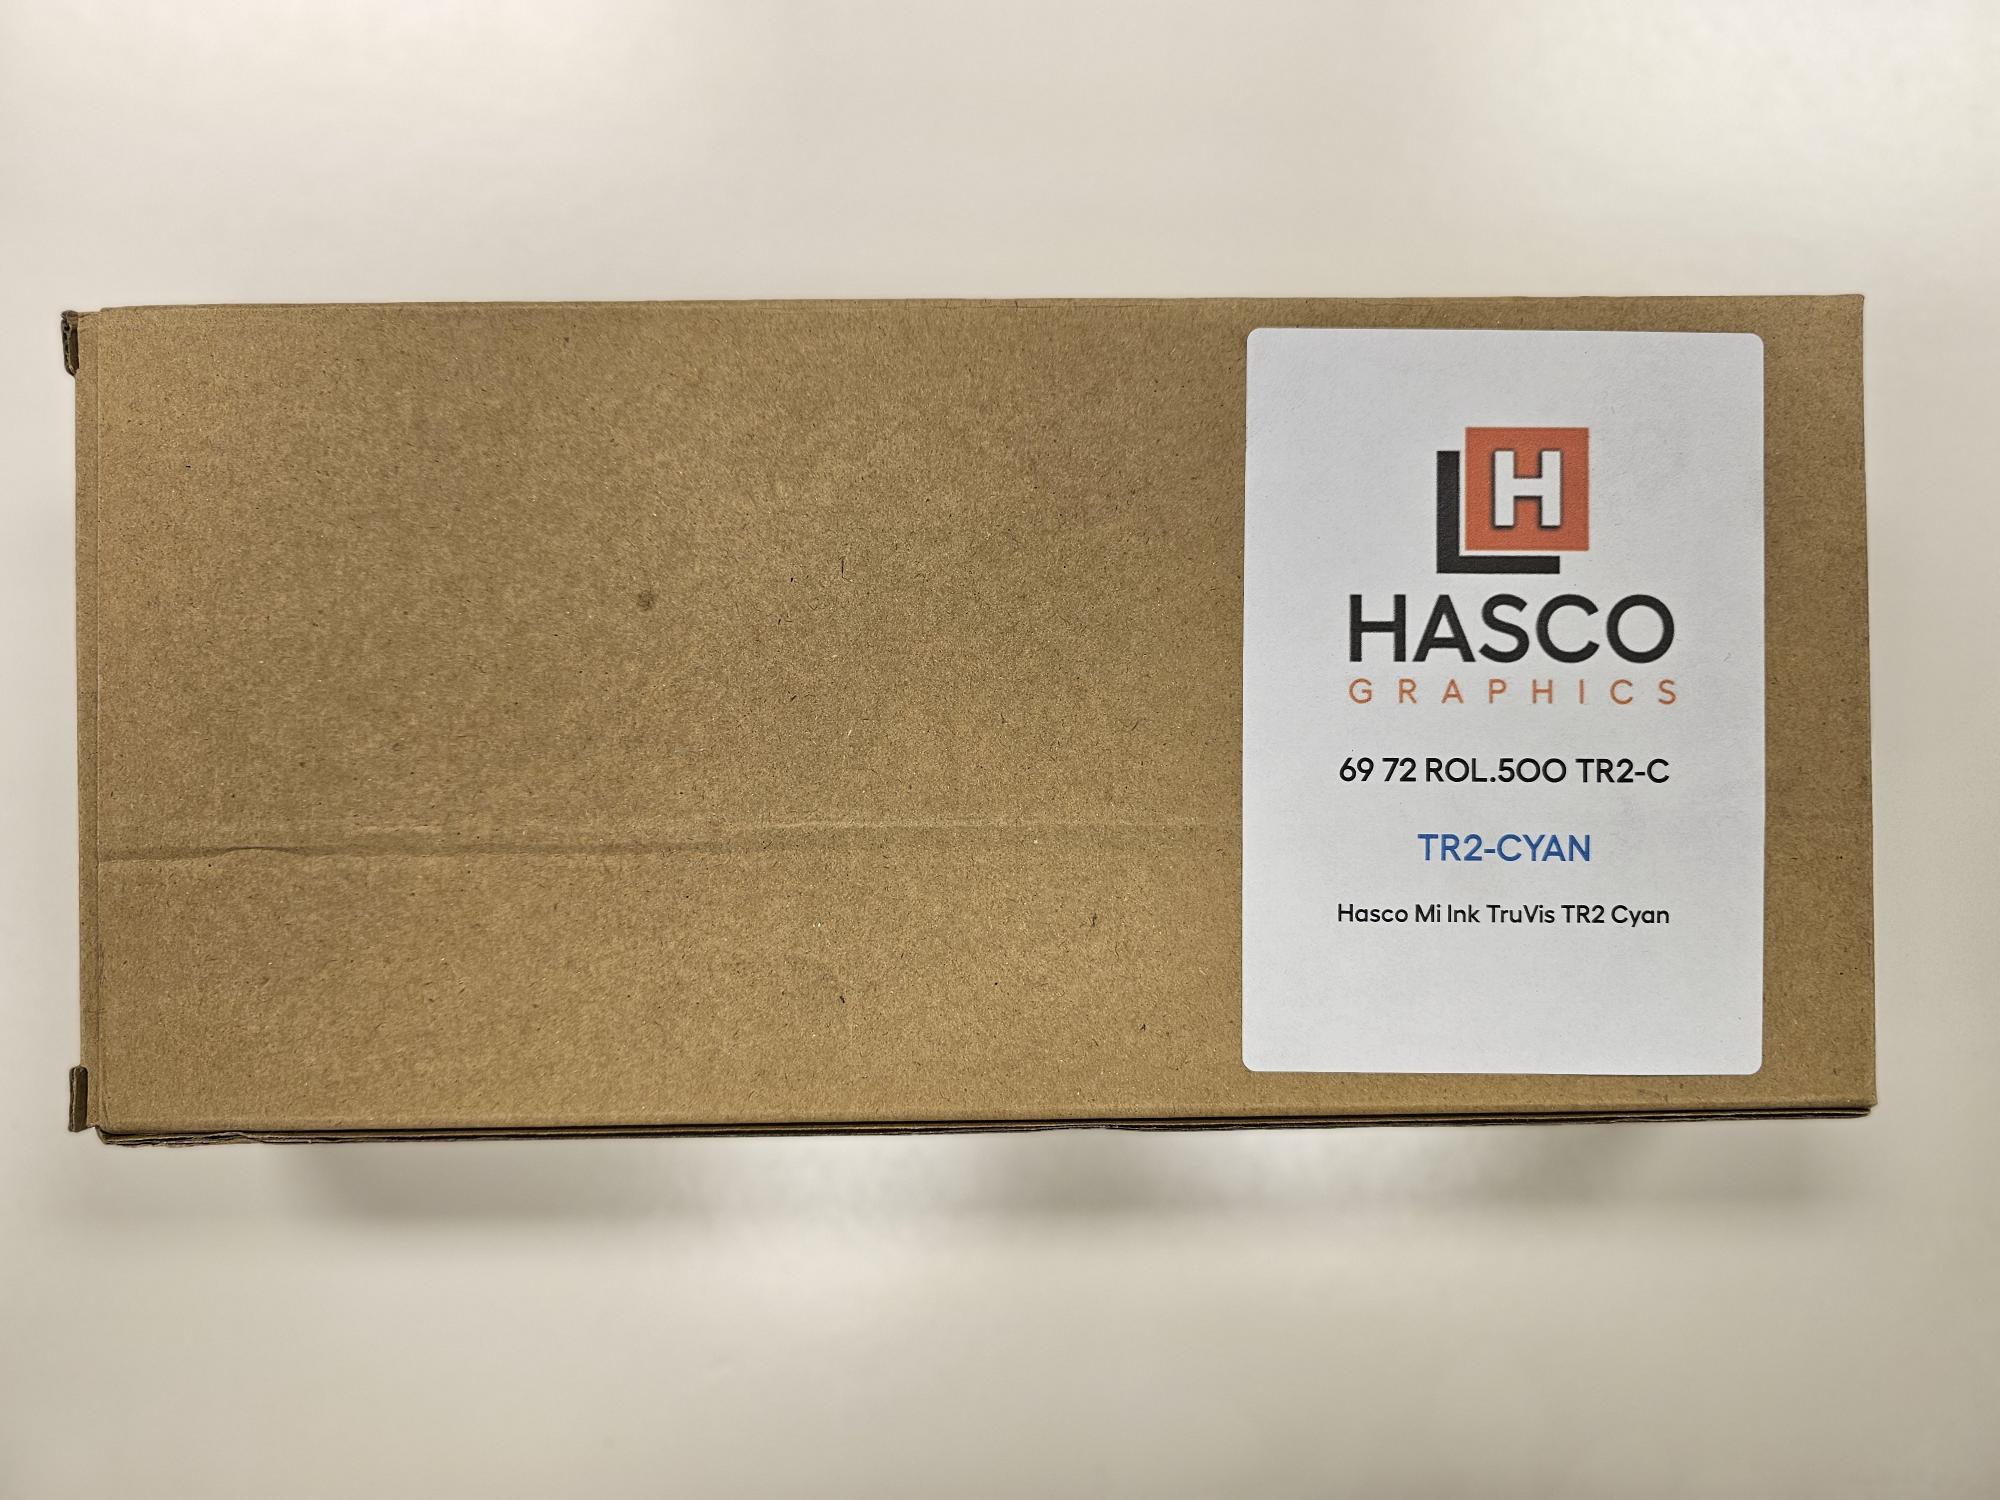 H
HASCO
GRAPHICS
69 72 ROL.500 TR2-C
TR2-CYAN
Hasco Mi Ink TruVis TR2 Cyan